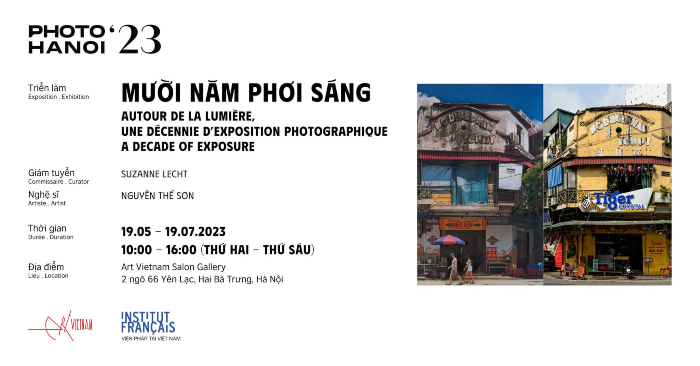 PHOTO '23
HANOI
Triển lãm
Exposition . Exhibition
MƯỜI NĂM PHƠI SÁNG
AUTOUR DE LA LUMIÈRE,
UNE DÉCENNIE D'EXPOSITION PHOTOGRAPHIQUE
A DECADE OF EXPOSURE
Giám tuyển
Commissaire . Curator
SUZANNE LECHT
Nghệ sĩ
Artiste . Artist
NGUYỄN THẾ SƠN
Thời gian
Durée . Duration
19.05 – 19.07.2023
10:00 – 16:00 (THỨ HAI – THỨ SÁU)
Địa điểm
Lieu . Location
Art Vietnam Salon Gallery
2 ngõ 66 Yên Lạc, Hai Bà Trưng, Hà Nội
VIETNAM
INSTITUT
FRANÇAIS
VIỆN PHÁP TẠI VIỆT NAM
Tiger
CRYSTAL